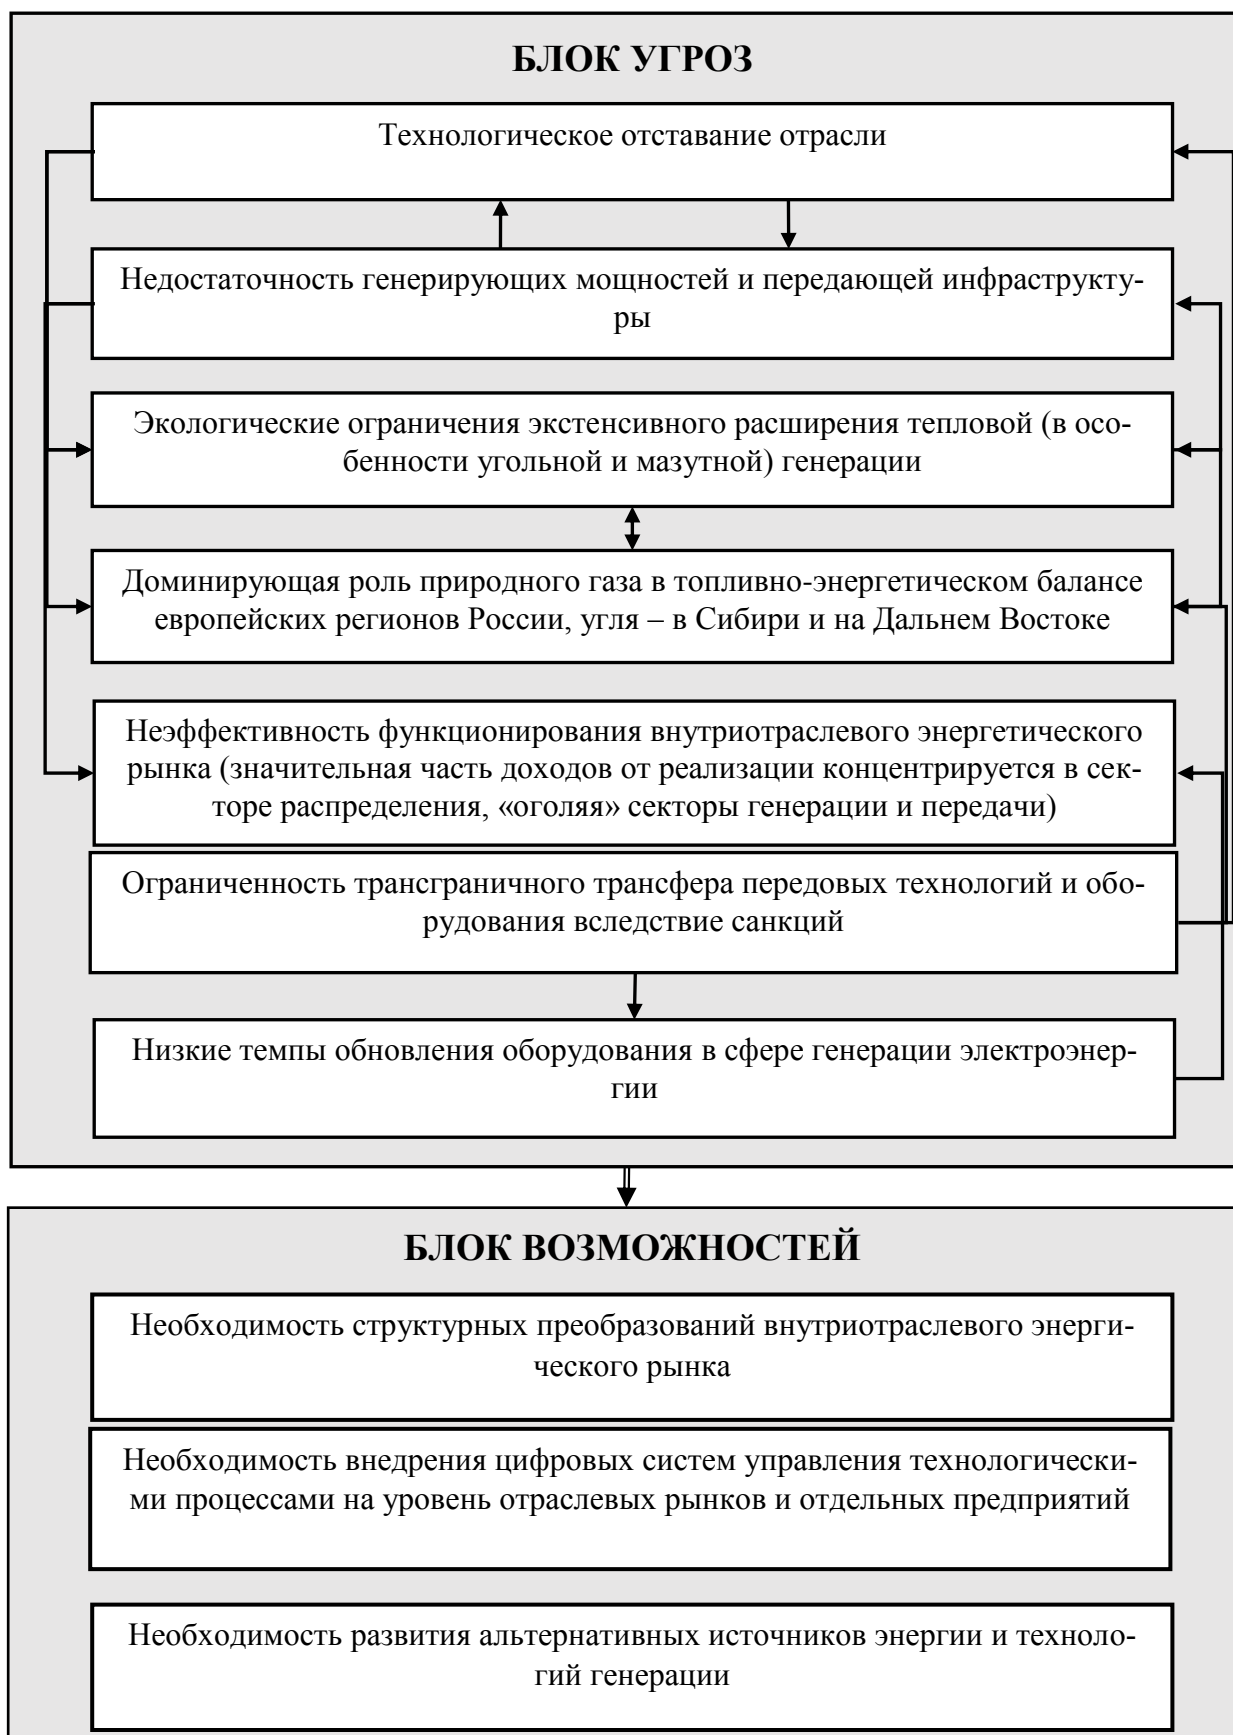 БЛОК УГРОЗ
Технологическое отставание отрасли
Недостаточность генерирующих мощностей и передающей инфраструкту-
ры
Экологические ограничения экстенсивного расширения тепловой (в осо-
бенности угольной и мазутной) генерации
Доминирующая роль природного газа в топливно-энергетическом балансе
европейских регионов России, угля – в Сибири и на Дальнем Востоке
Неэффективность функционирования внутриотраслевого энергетического
рынка (значительная часть доходов от реализации концентрируется в сек-
торе распределения, «оголяя» секторы генерации и передачи)
Ограниченность трансграничного трансфера передовых технологий и обо-
рудования вследствие санкций
Низкие темпы обновления оборудования в сфере генерации электроэнер-
гии
БЛОК ВОЗМОЖНОСТЕЙ
Необходимость структурных преобразований внутриотраслевого энерги-
ческого рынка
Необходимость внедрения цифровых систем управления технологически-
ми процессами на уровень отраслевых рынков и отдельных предприятий
Необходимость развития альтернативных источников энергии и техноло-
гий генерации